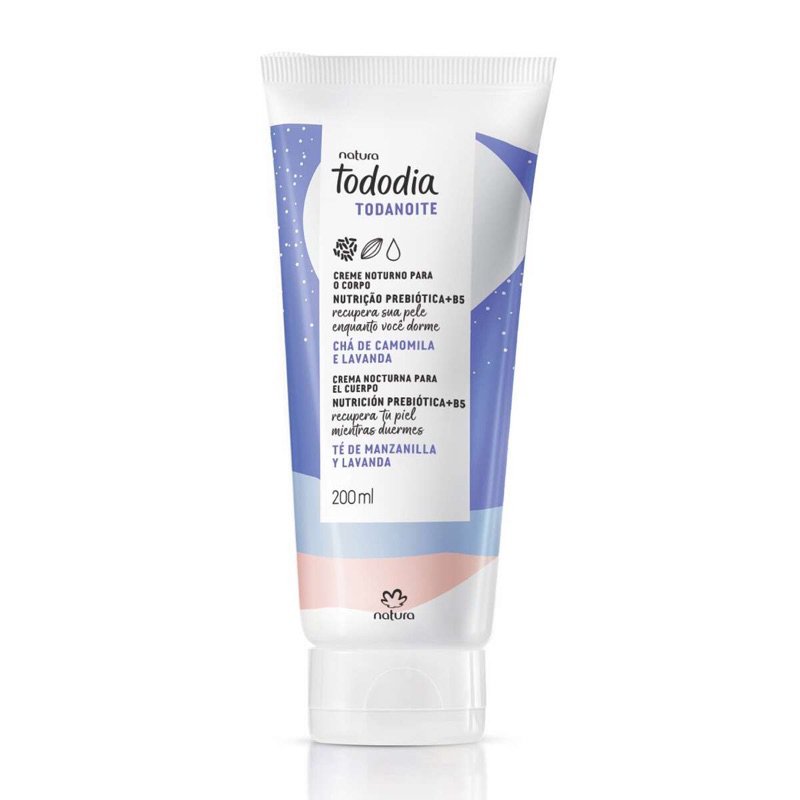 natura
tododia
TODANOITE
CREME NOTURNO PARA
O CORPO
NUTRIÇÃO PREBIÓTICA+B5
recupera sua pele
enquanto você dorme
CHÁ DE CAMOMILA
E LAVANDA
CREMA NOCTURNA PARA
EL CUERPO
NUTRICIÓN PREBIÓTICA+B5
recupera tu piel
mientras duermes
TÉ DE MANZANILLA
Y LAVANDA
200 ml
natura